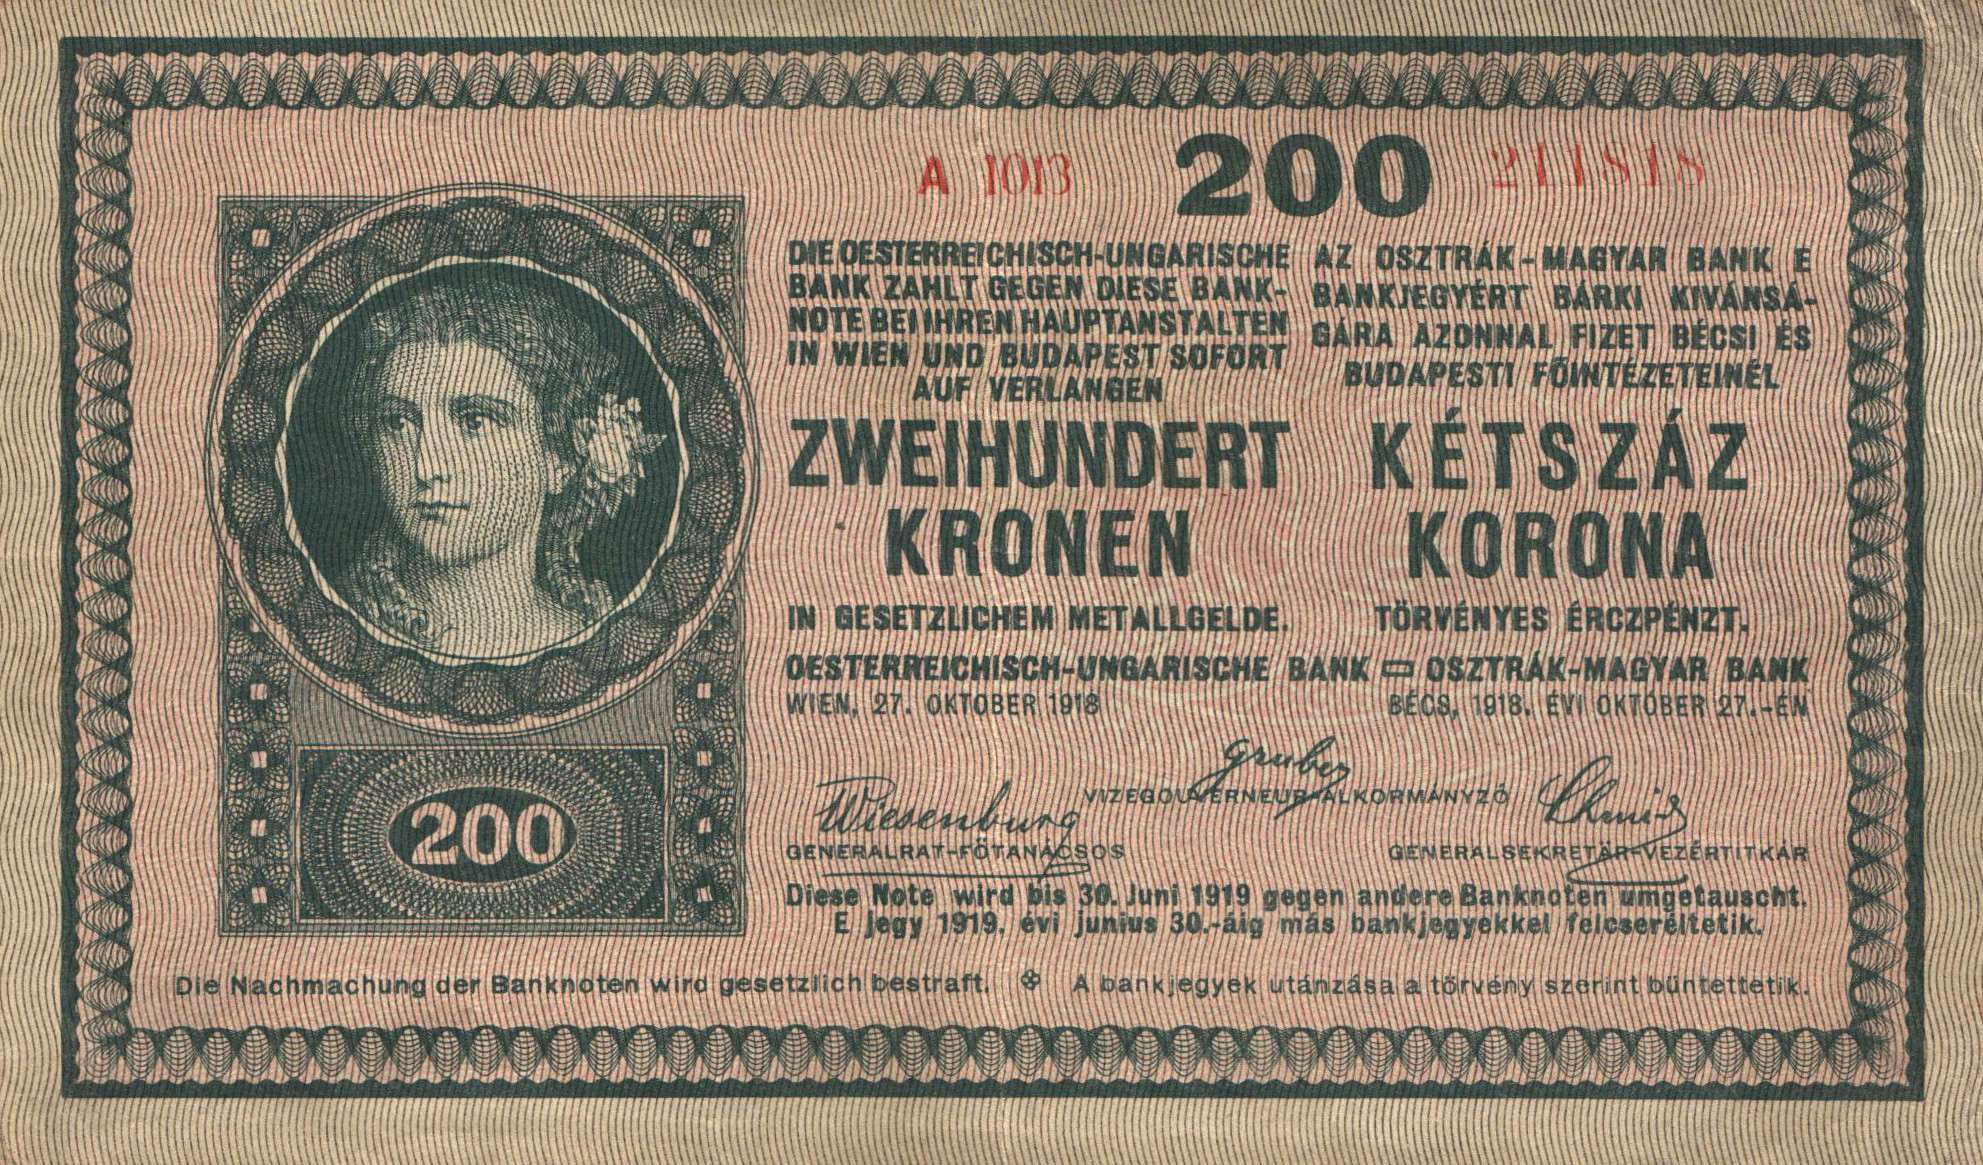 A 1013 200 211818
DIE OESTERREICHISCH-UNGARISCHE
BANK ZAHLT GEGEN DIESE BANK-
NOTE BEI IHREN HAUPTANSTALTEN
IN WIEN UND BUDAPEST SOFORT
AUF VERLANGEN
ZWEIHUNDERT
KRONEN
IN GESETZLICHEM METALLGELDE.
AZ OSZTRÁK-MAGYAR BANK E
BANKJEGYÉRT BÁRKI KIVÁNSÁ-
GÁRA AZONNAL FIZET BÉCSI ÉS
BUDAPESTI FŐINTÉZETEINÉL
KÉTSZÁZ
KORONA
TÖRVÉNYES ÉRCZPÉNZT.
OESTERREICHISCH-UNGARISCHE BANK OSZTRÁK-MAGYAR BANK
WIEN, 27. OKTOBER 1918 BÉCS, 1918. ÉVI OKTÓBER 27.-ÉN
Gruber
VIZEGOUVERNEUR-ALKORMÁNYZÓ
Wiesenburg Schmid
GENERALRAT-FŐTANÁCSOS GENERALSEKRETÄR-VEZÉRTITKÁR
200
Diese Note wird bis 30. Juni 1919 gegen andere Banknoten umgetauscht.
E jegy 1919. évi junius 30.-áig más bankjegyekkel felcseréltetik.
Die Nachmachung der Banknoten wird gesetzlich bestraft. A bankjegyek utánzása a törvény szerint büntettetik.